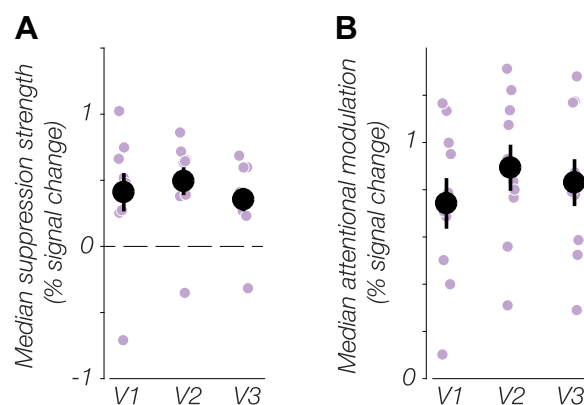 A
Median suppression strength
(% signal change)
1
0
-1
V1 V2 V3
B
Median attentional modulation
(% signal change)
1
0
V1 V2 V3